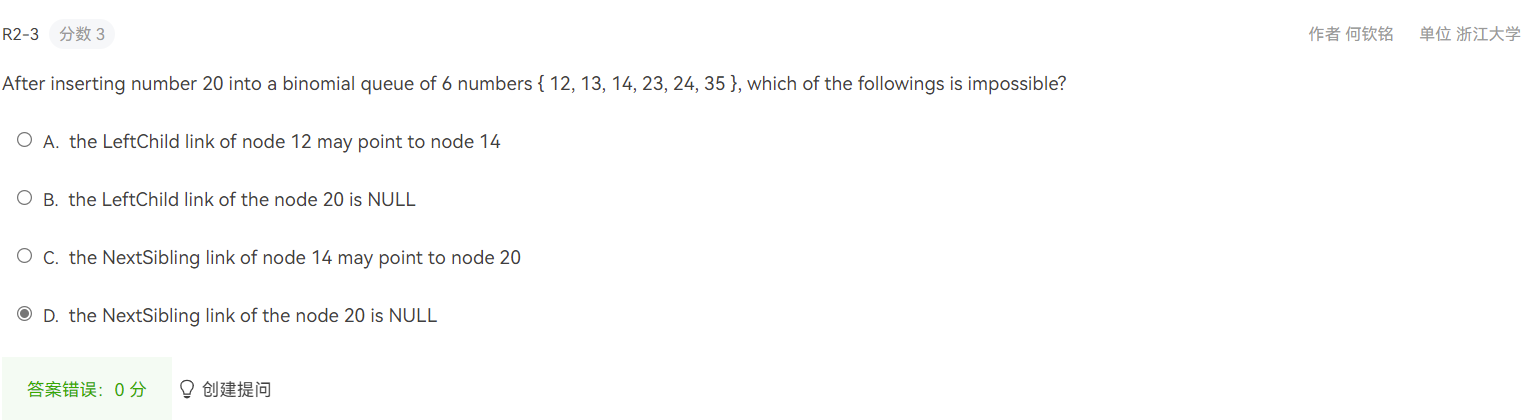 R2-3 分数 3 作者 何钦铭 单位 浙江大学
After inserting number 20 into a binomial queue of 6 numbers { 12, 13, 14, 23, 24, 35 }, which of the followings is impossible?
A. the LeftChild link of node 12 may point to node 14
B. the LeftChild link of the node 20 is NULL
C. the NextSibling link of node 14 may point to node 20
D. the NextSibling link of the node 20 is NULL
答案错误：0 分 创建提问